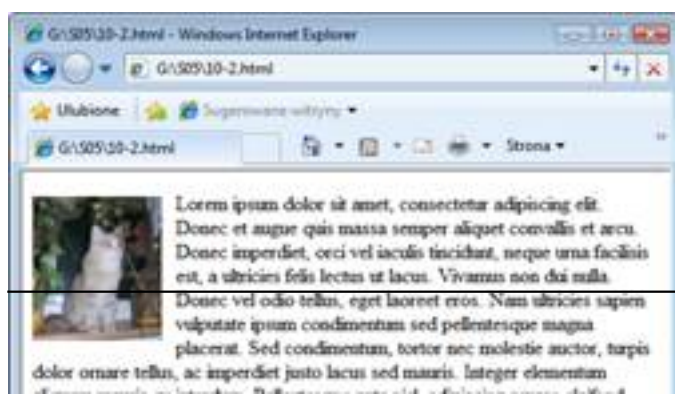 G:\S05\10-2.html - Windows Internet Explorer
G:\S05\10-2.html
Ulubione Sugerowane witryny
G:\S05\10-2.html Strona
Lorem ipsum dolor sit amet, consectetur adipiscing elit.
Donec et augue quis massa semper aliquet convallis et arcu.
Donec imperdiet, orci vel iaculis tincidunt, neque urna facilisis
est, a ultricies felis lectus ut lacus. Vivamus non dui nulla.
Donec vel odio tellus, eget laoreet eros. Nam ultricies sapien
vulputate ipsum condimentum sed pellentesque magna
placerat. Sed condimentum, tortor nec molestie auctor, turpis
dolor ornare tellus, ac imperdiet justo lacus sed mauris. Integer elementum